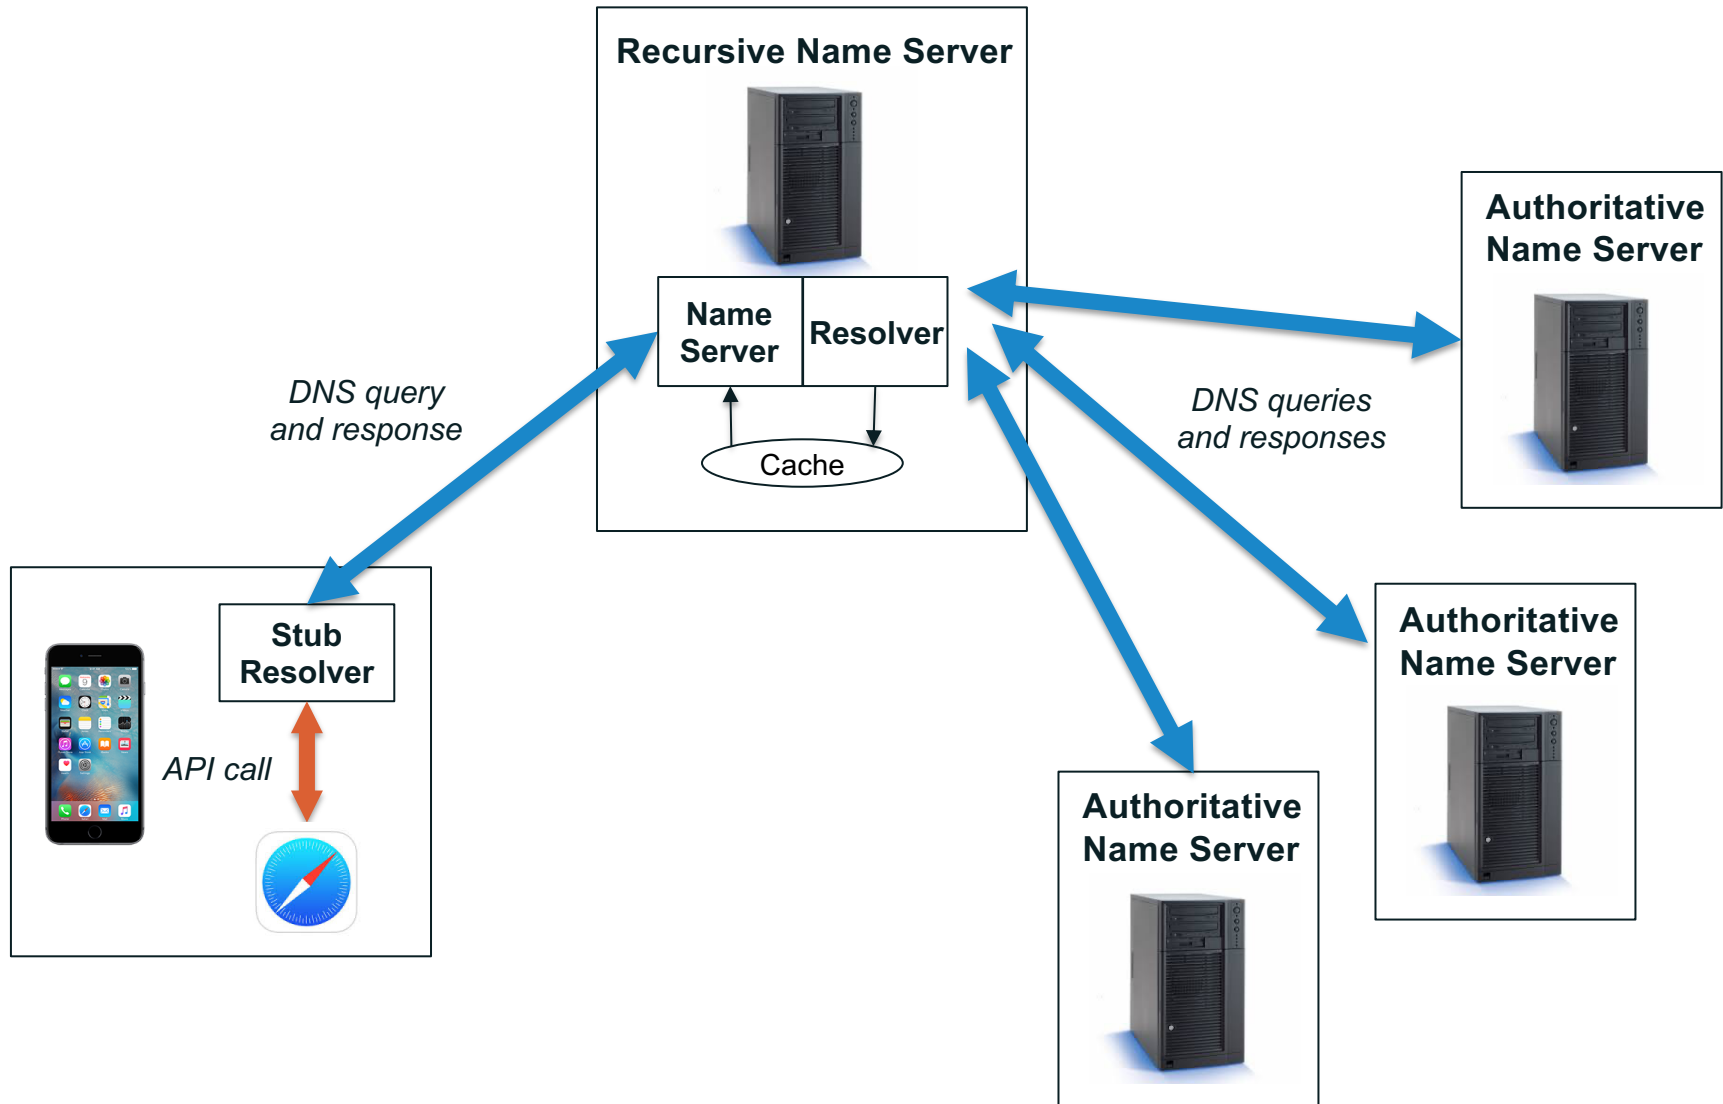 Recursive Name Server
Name
Server
Resolver
Cache
DNS query
and response
DNS queries
and responses
Authoritative
Name Server
Authoritative
Name Server
Authoritative
Name Server
Stub
Resolver
API call